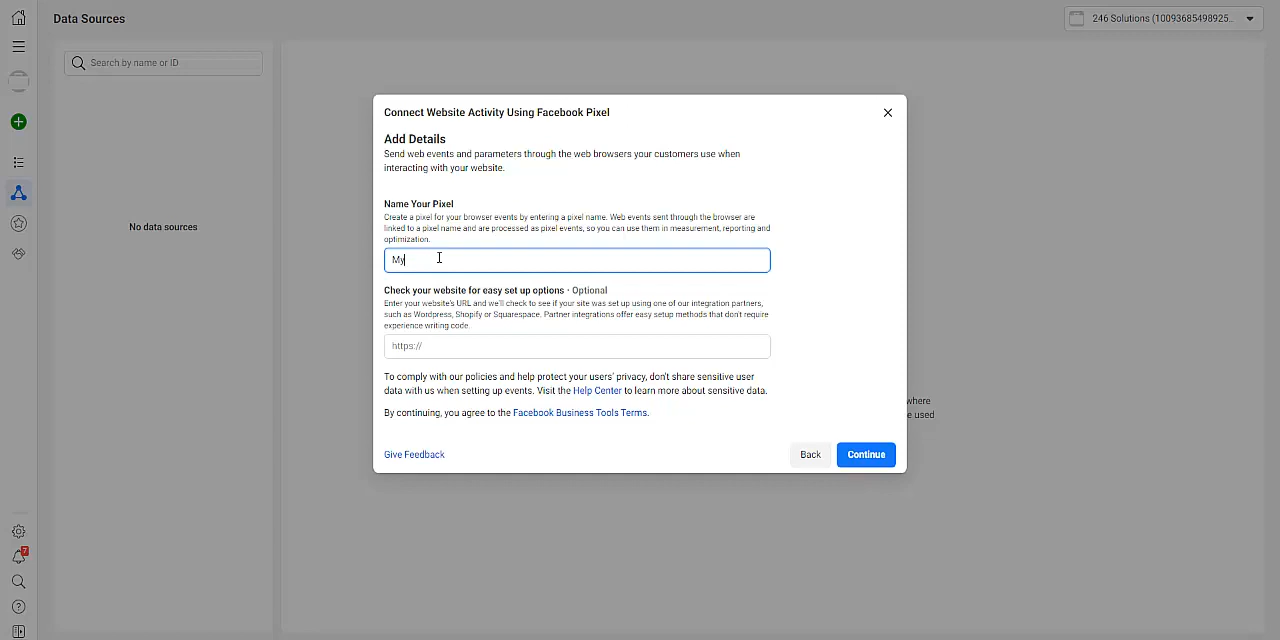 Data Sources
246 Solutions (10093685498925...
Search by name or ID
No data sources
Connect Website Activity Using Facebook Pixel
Add Details
Send web events and parameters through the web browsers your customers use when
interacting with your website.
Name Your Pixel
Create a pixel for your browser events by entering a pixel name. Web events sent through the browser are
linked to a pixel name and are processed as pixel events, so you can use them in measurement, reporting and
optimization.
My
Check your website for easy set up options · Optional
Enter your website's URL and we'll check to see if your site was set up using one of our integration partners,
such as Wordpress, Shopify or Squarespace. Partner integrations offer easy setup methods that don't require
experience writing code.
https://
To comply with our policies and help protect your users' privacy, don't share sensitive user
data with us when setting up events. Visit the Help Center to learn more about sensitive data.
By continuing, you agree to the Facebook Business Tools Terms.
where
e used
Give Feedback
Back
Continue
7